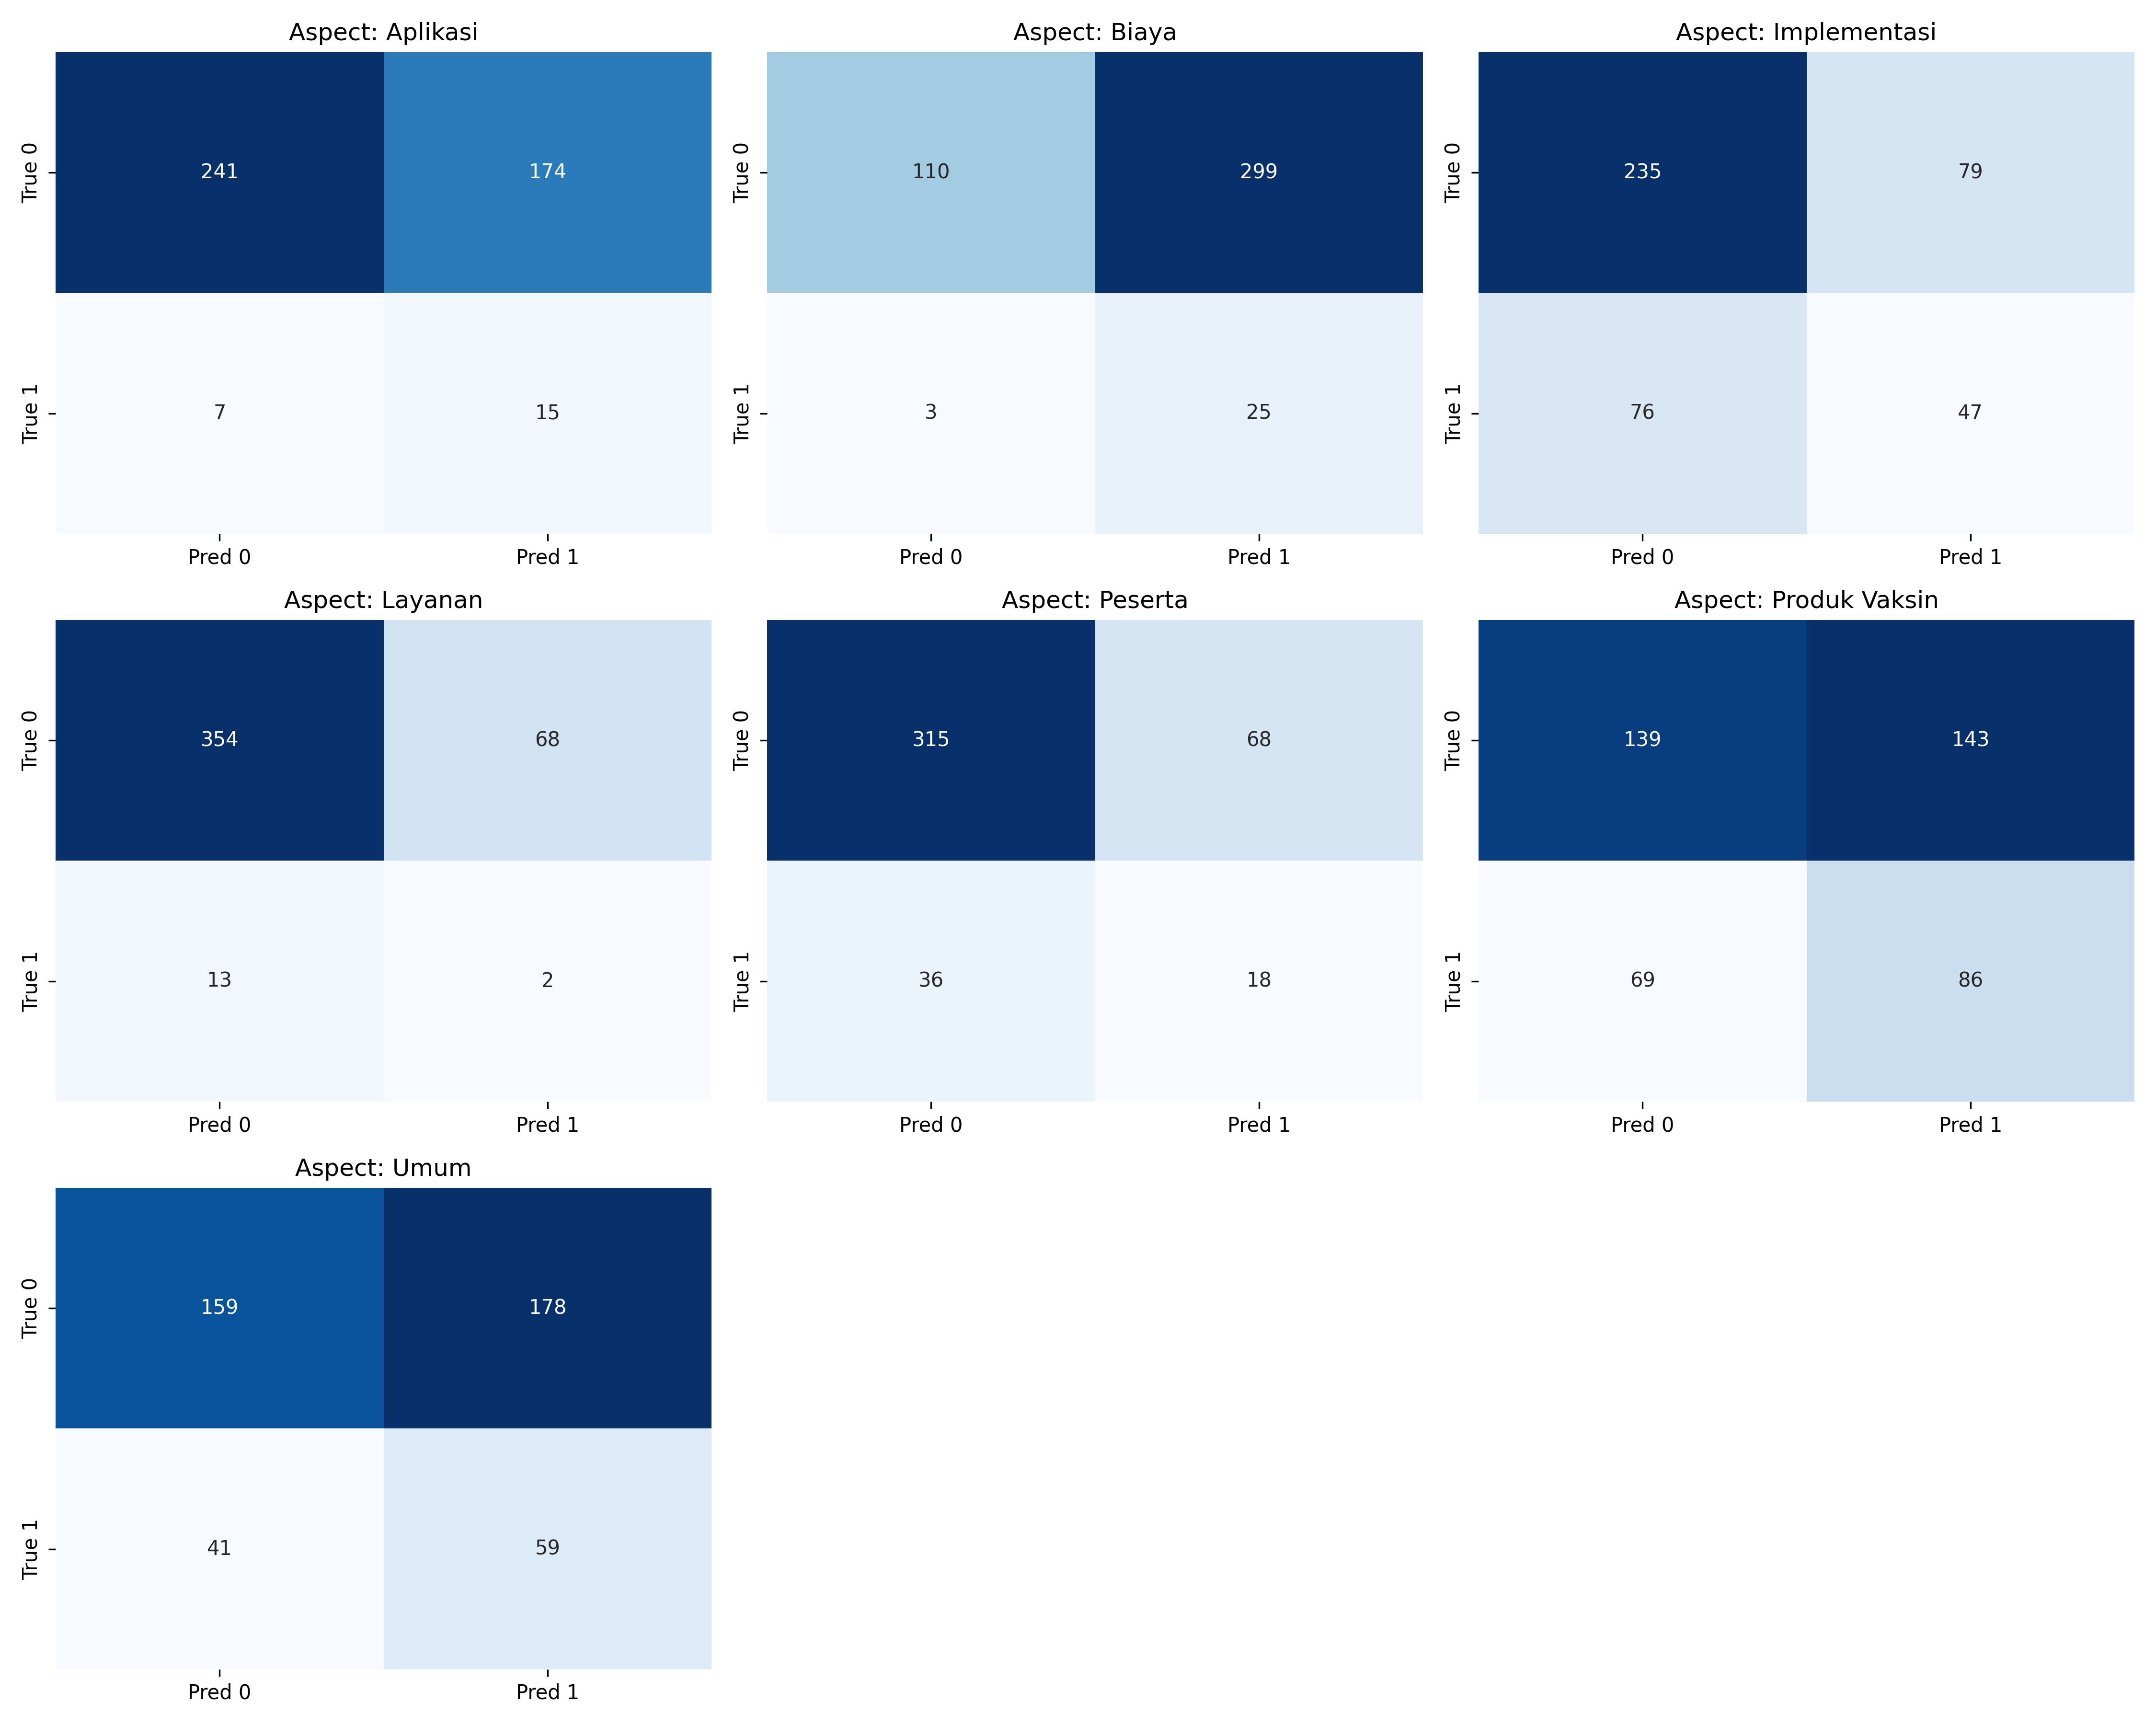 Aspect: Aplikasi
True 0
241
174
True 1
7
15
Pred 0
Pred 1
Aspect: Biaya
True 0
110
299
True 1
3
25
Pred 0
Pred 1
Aspect: Implementasi
True 0
235
79
True 1
76
47
Pred 0
Pred 1
Aspect: Layanan
True 0
354
68
True 1
13
2
Pred 0
Pred 1
Aspect: Peserta
True 0
315
68
True 1
36
18
Pred 0
Pred 1
Aspect: Produk Vaksin
True 0
139
143
True 1
69
86
Pred 0
Pred 1
Aspect: Umum
True 0
159
178
True 1
41
59
Pred 0
Pred 1